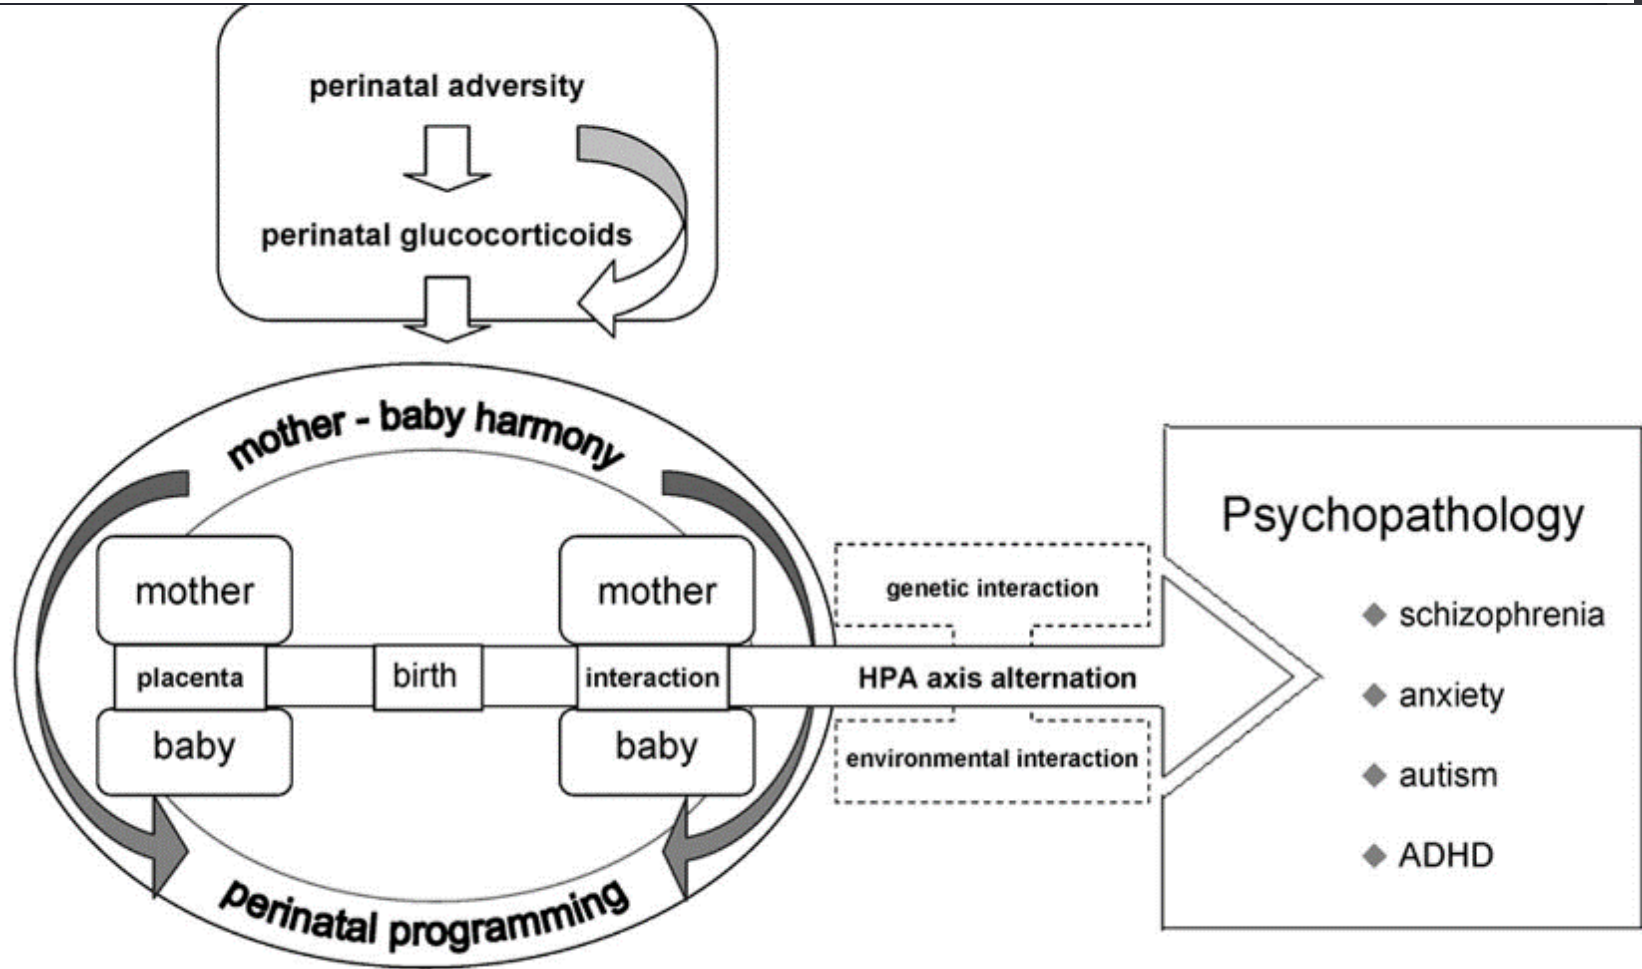 perinatal adversity
perinatal glucocorticoids
mother - baby harmony
mother
placenta
baby
birth
mother
interaction
baby
perinatal programming
genetic interaction
HPA axis alternation
environmental interaction
Psychopathology
schizophrenia
anxiety
autism
ADHD